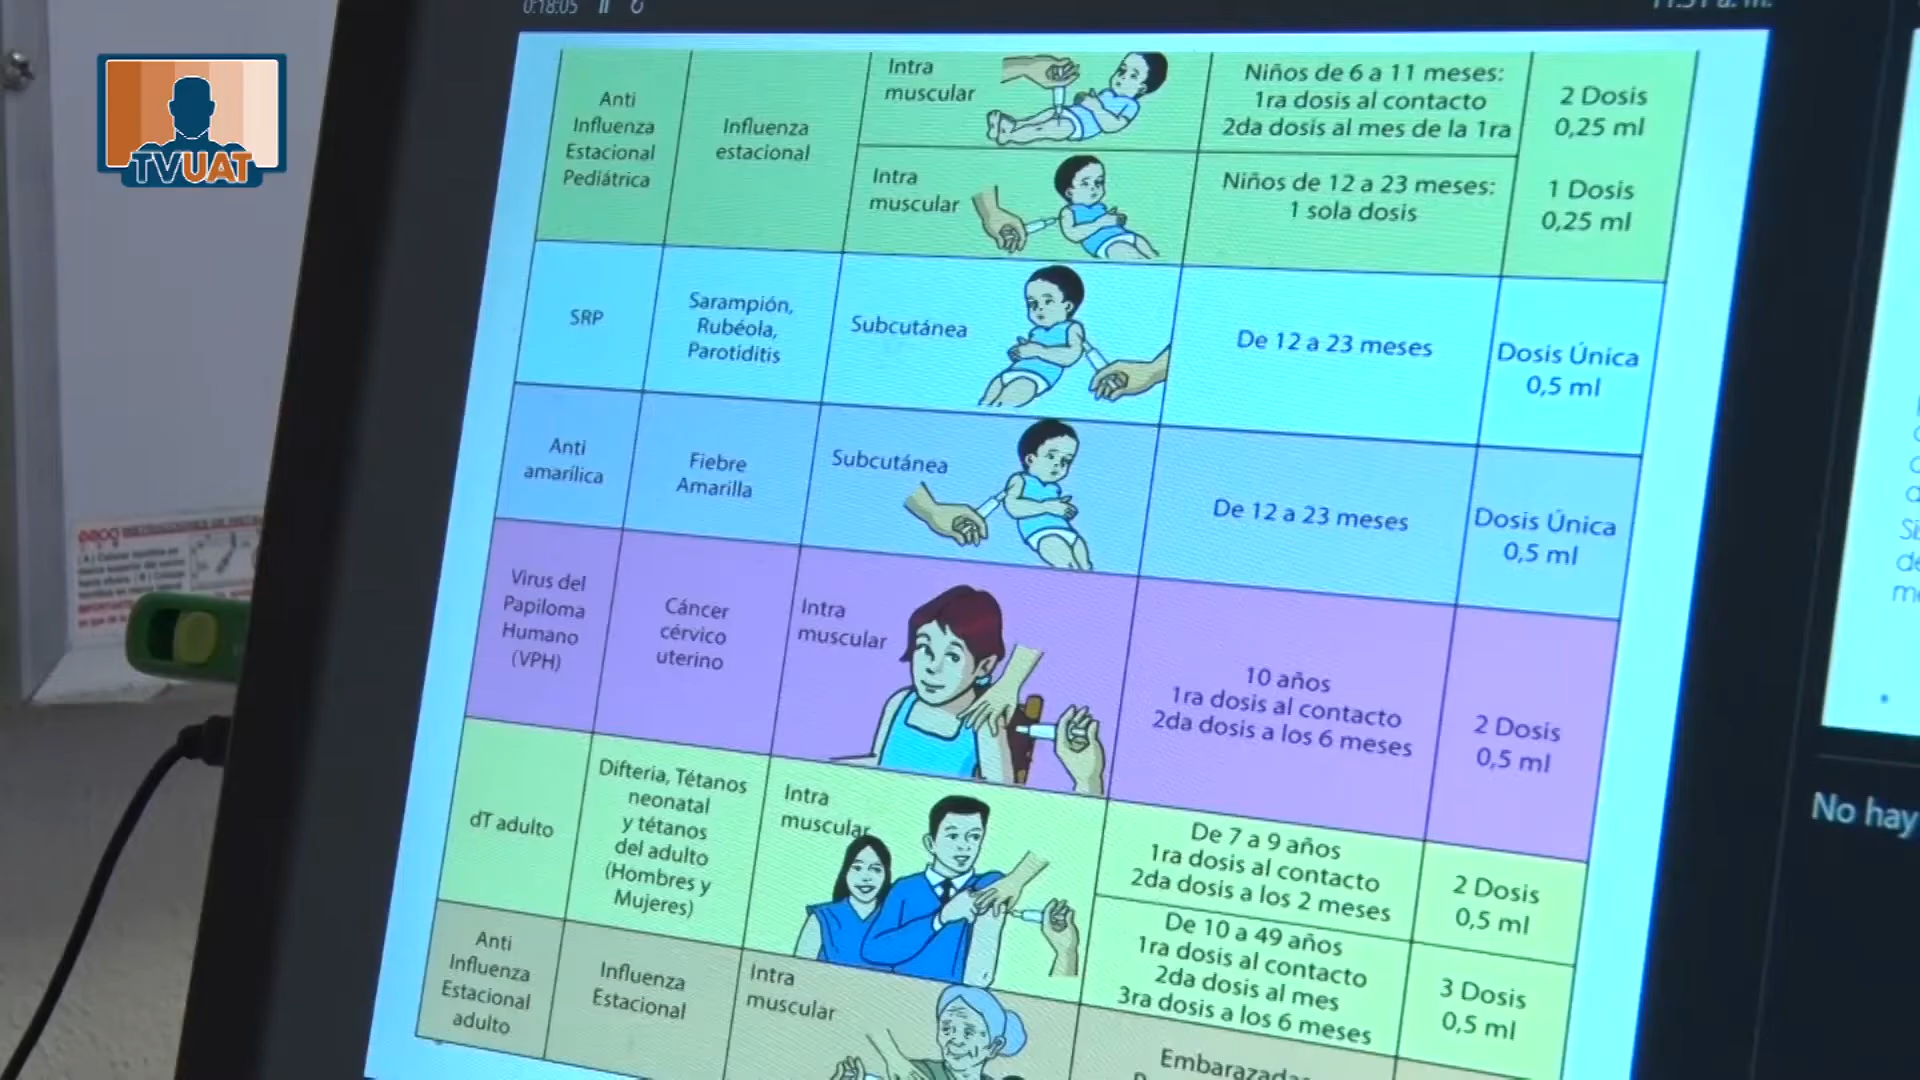 0:18:05
TVUAT
Anti
Influenza
Estacional
Pediátrica
Influenza
estacional
Intra
muscular
Niños de 6 a 11 meses:
1ra dosis al contacto
2da dosis al mes de la 1ra
2 Dosis
0,25 ml
Intra
muscular
Niños de 12 a 23 meses:
1 sola dosis
1 Dosis
0,25 ml
SRP
Sarampión,
Rubéola,
Parotiditis
Subcutánea
De 12 a 23 meses
Dosis Única
0,5 ml
Anti
amarílica
Fiebre
Amarilla
Subcutánea
De 12 a 23 meses
Dosis Única
0,5 ml
Virus del
Papiloma
Humano
(VPH)
Cáncer
cérvico
uterino
Intra
muscular
10 años
1ra dosis al contacto
2da dosis a los 6 meses
2 Dosis
0,5 ml
dT adulto
Difteria, Tétanos
neonatal
y tétanos
del adulto
(Hombres y
Mujeres)
Intra
muscular
De 7 a 9 años
1ra dosis al contacto
2da dosis a los 2 meses
2 Dosis
0,5 ml
De 10 a 49 años
1ra dosis al contacto
2da dosis al mes
3ra dosis a los 6 meses
3 Dosis
0,5 ml
Anti
Influenza
Estacional
adulto
Influenza
Estacional
Intra
muscular
No hay